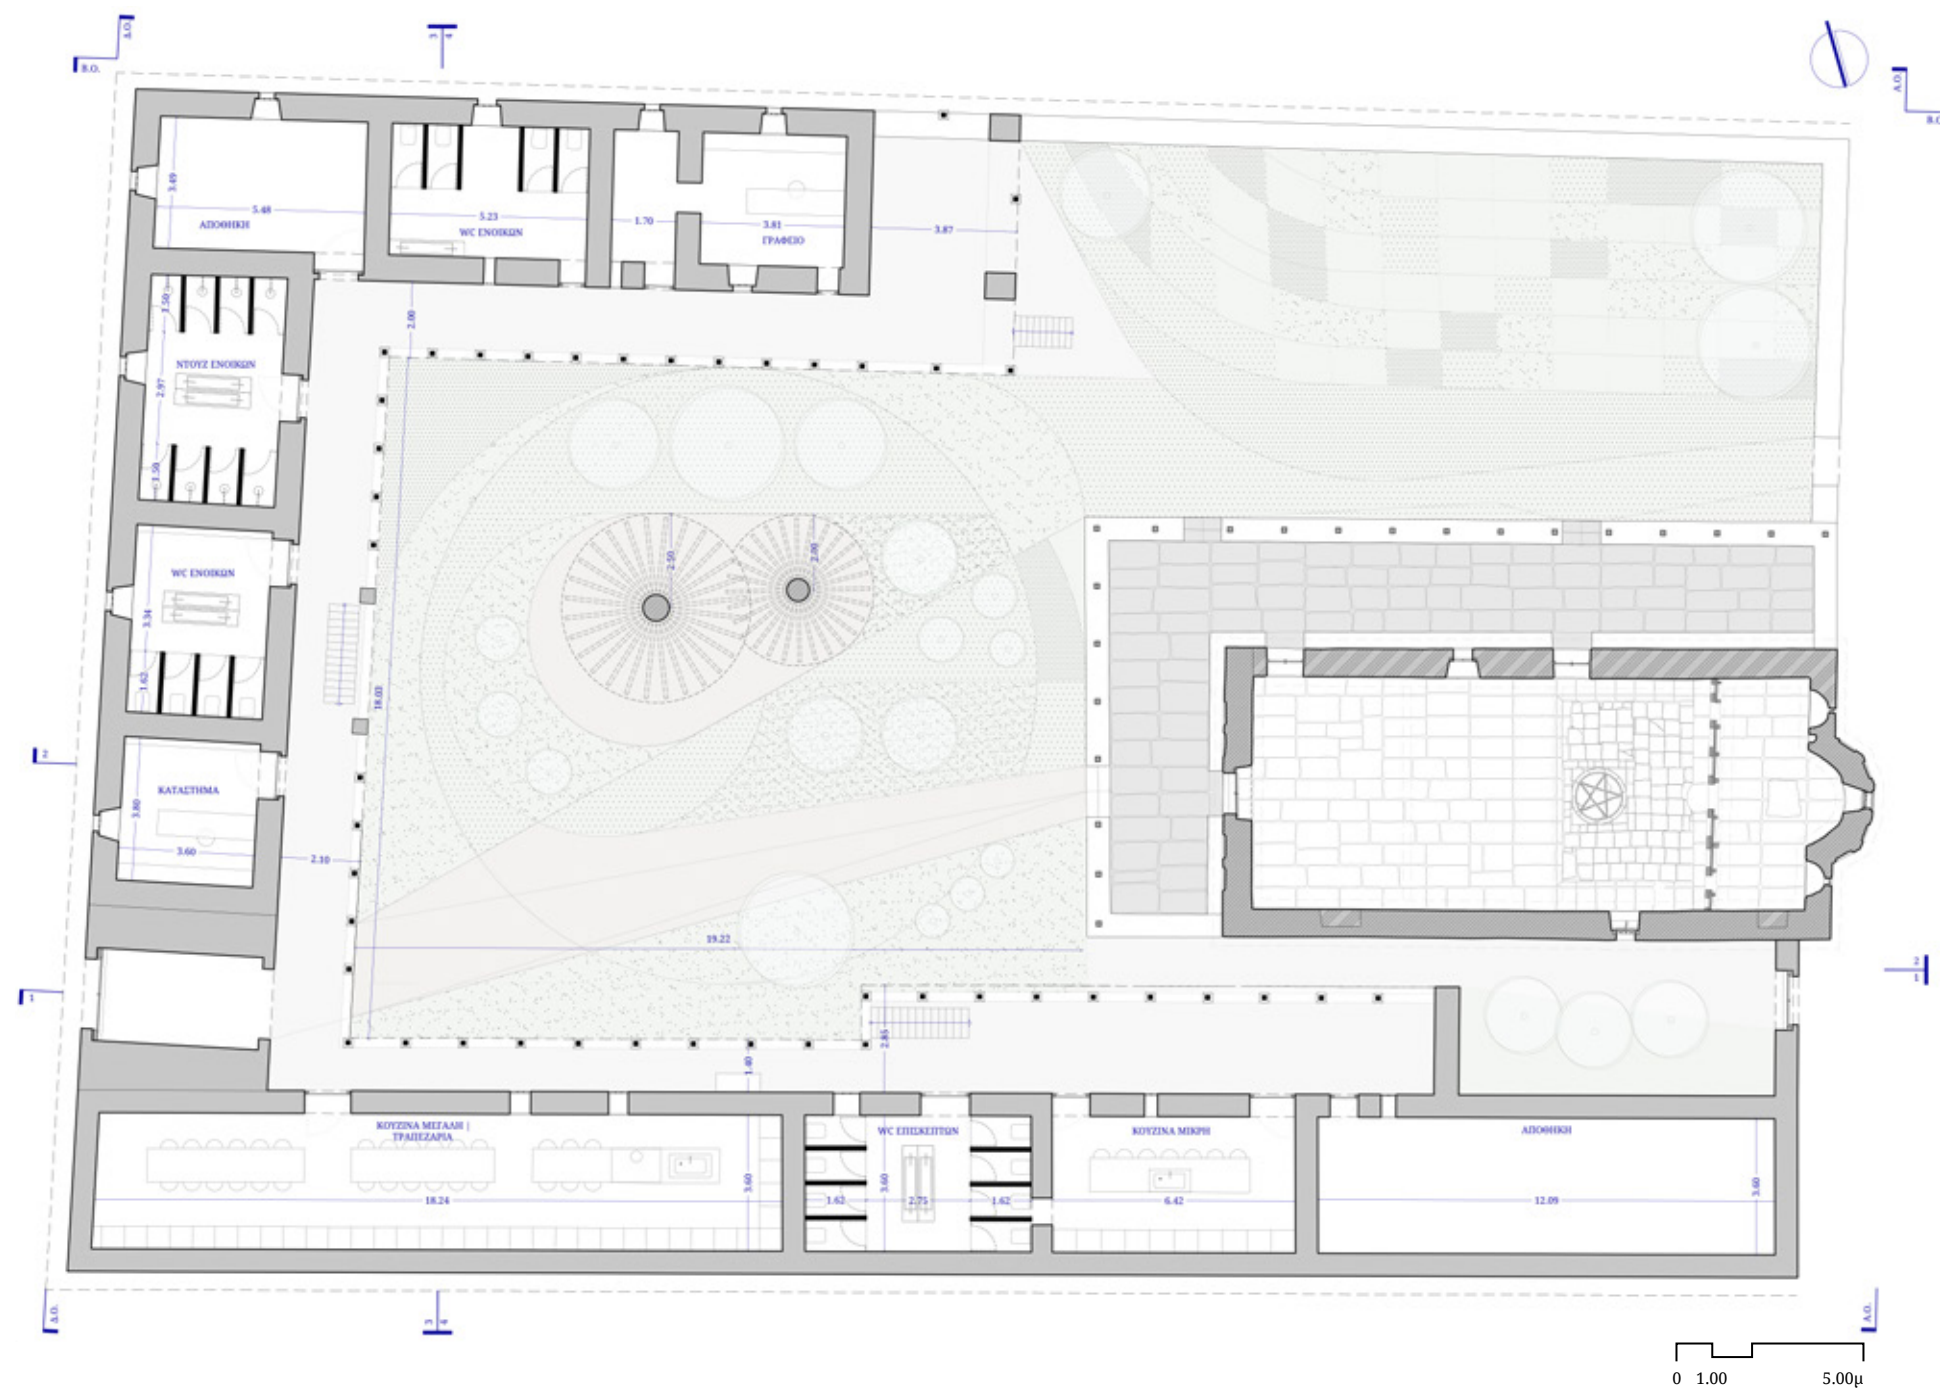 Δ.Ο.
Β.Ο.
3 4
Α.Ο.
Β.Ο.
3.49
5.48
ΑΠΟΘΗΚΗ
5.23
WC ΕΝΟΙΚΩΝ
1.70
3.81
ΓΡΑΦΕΙΟ
3.87
1.50
2.00
ΝΤΟΥΖ ΕΝΟΙΚΩΝ
2.97
1.50
WC ΕΝΟΙΚΩΝ
3.34
1.62
2.50
2.00
18.03
2
ΚΑΤΑΣΤΗΜΑ
3.80
3.60
2.10
19.22
1
2 1
1.40
2.85
ΚΟΥΖΙΝΑ ΜΕΓΑΛΗ |
ΤΡΑΠΕΖΑΡΙΑ
WC ΕΠΙΣΚΕΠΤΩΝ
ΚΟΥΖΙΝΑ ΜΙΚΡΗ
ΑΠΟΘΗΚΗ
18.24
3.60
1.62
3.60
2.75
1.62
6.42
12.09
3.60
Δ.Ο.
3 4
Α.Ο.
0 1.00 5.00μ